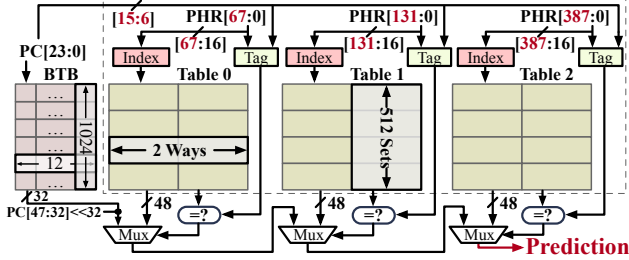 [15:6] PHR[67:0] PHR[131:0] PHR[387:0]
PC[23:0] [67:16] [131:16] [387:16]
Index Tag Index Tag Index Tag
BTB Table 0 Table 1 Table 2
...
...
1024
2 Ways
512 Sets
12
...
...
32
48 =? 48 =? 48 =?
PC[47:32]<<32
Mux Mux Mux
Prediction